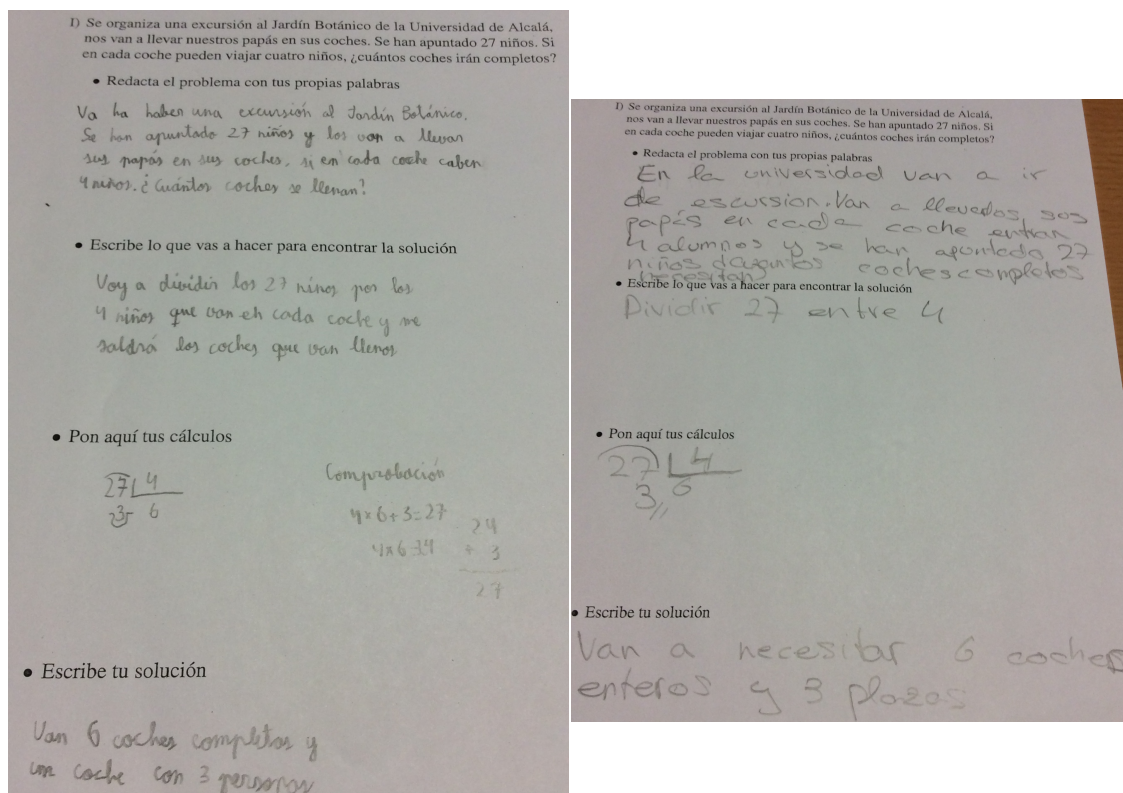 I) Se organiza una excursión al Jardín Botánico de la Universidad de Alcalá,
nos van a llevar nuestros papás en sus coches. Se han apuntado 27 niños. Si
en cada coche pueden viajar cuatro niños, ¿cuántos coches irán completos?
• Redacta el problema con tus propias palabras
Va ha haber una excursión al Jardín Botánico.
Se han apuntado 27 niños y los van a llevar
sus papás en sus coches, si en cada coche caben
4 niños. ¿Cuántos coches se llenan?
• Escribe lo que vas a hacer para encontrar la solución
Voy a dividir los 27 niños por los
4 niños que van en cada coche y me
saldrá los coches que van llenos
• Pon aquí tus cálculos
27 4
3 6
Comprobación
4×6+3=27
4×6=24
24
+ 3
27
• Escribe tu solución
Van 6 coches completos y
un coche con 3 personas
I) Se organiza una excursión al Jardín Botánico de la Universidad de Alcalá,
nos van a llevar nuestros papás en sus coches. Se han apuntado 27 niños. Si
en cada coche pueden viajar cuatro niños, ¿cuántos coches irán completos?
• Redacta el problema con tus propias palabras
En la universidad van a ir
de escursion. Van a llevados sos
papás en cada coche entran
4 alumnos y se han apuntado 27
niños coches completos
• Escribe lo que vas a hacer para encontrar la solución
Dividir 27 entre 4
• Pon aquí tus cálculos
27 4
3 6
• Escribe tu solución
Van a necesitar 6 coches
enteros y 3 plazas